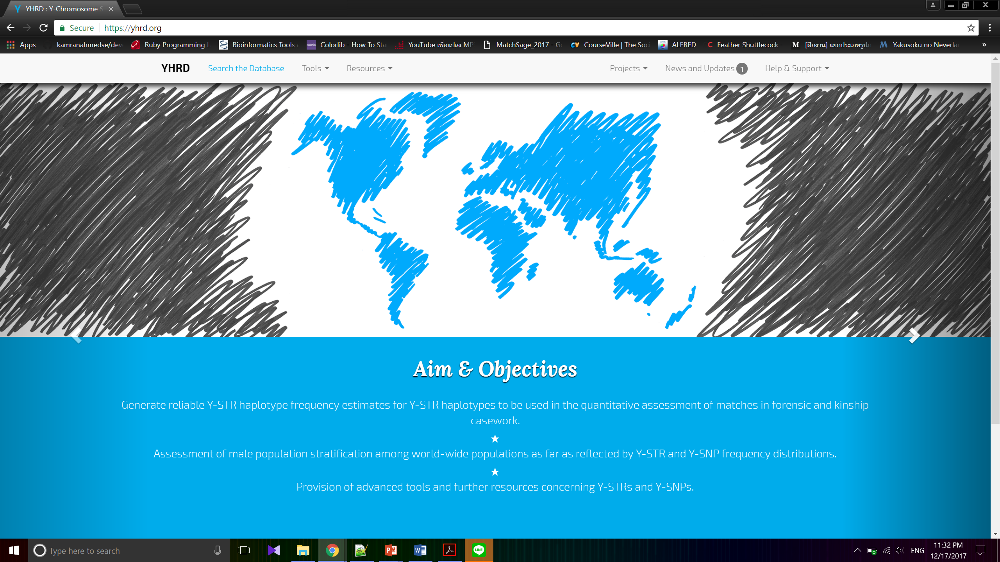 YHRD : Y-Chromosome S
Secure https://yhrd.org
Apps kamranahmedse/deve Ruby Programming L Bioinformatics Tools a Colorlib - How To Sta YouTube เพื่อแปลง MP MatchSage_2017 - Go CourseVille | The Soci ALFRED Feather Shuttlecock - [ฝึกงาน] แยกประเภทรูปภ Yakusoku no Neverla »
YHRD Search the Database Tools Resources Projects News and Updates 1 Help & Support
Aim & Objectives
Generate reliable Y-STR haplotype frequency estimates for Y-STR haplotypes to be used in the quantitative assessment of matches in forensic and kinship
casework.
★
Assessment of male population stratification among world-wide populations as far as reflected by Y-STR and Y-SNP frequency distributions.
★
Provision of advanced tools and further resources concerning Y-STRs and Y-SNPs.
Type here to search LINE ENG 11:32 PM
12/17/2017